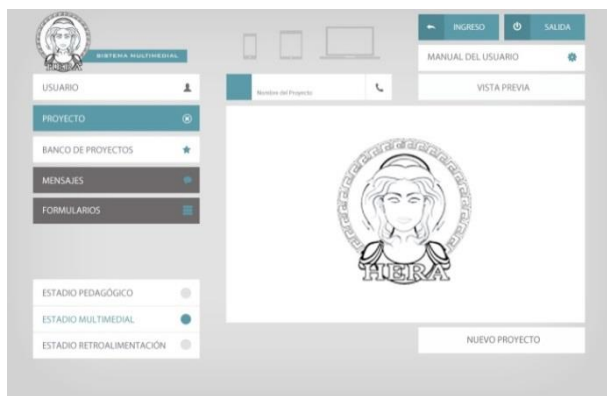 HERA
SISTEMA MULTIMEDIAL
INGRESO
SALIDA
MANUAL DEL USUARIO
VISTA PREVIA
USUARIO
PROYECTO
BANCO DE PROYECTOS
MENSAJES
FORMULARIOS
Nombre del Proyecto
HERA
ESTADIO PEDAGÓGICO
ESTADIO MULTIMEDIAL
ESTADIO RETROALIMENTACIÓN
NUEVO PROYECTO